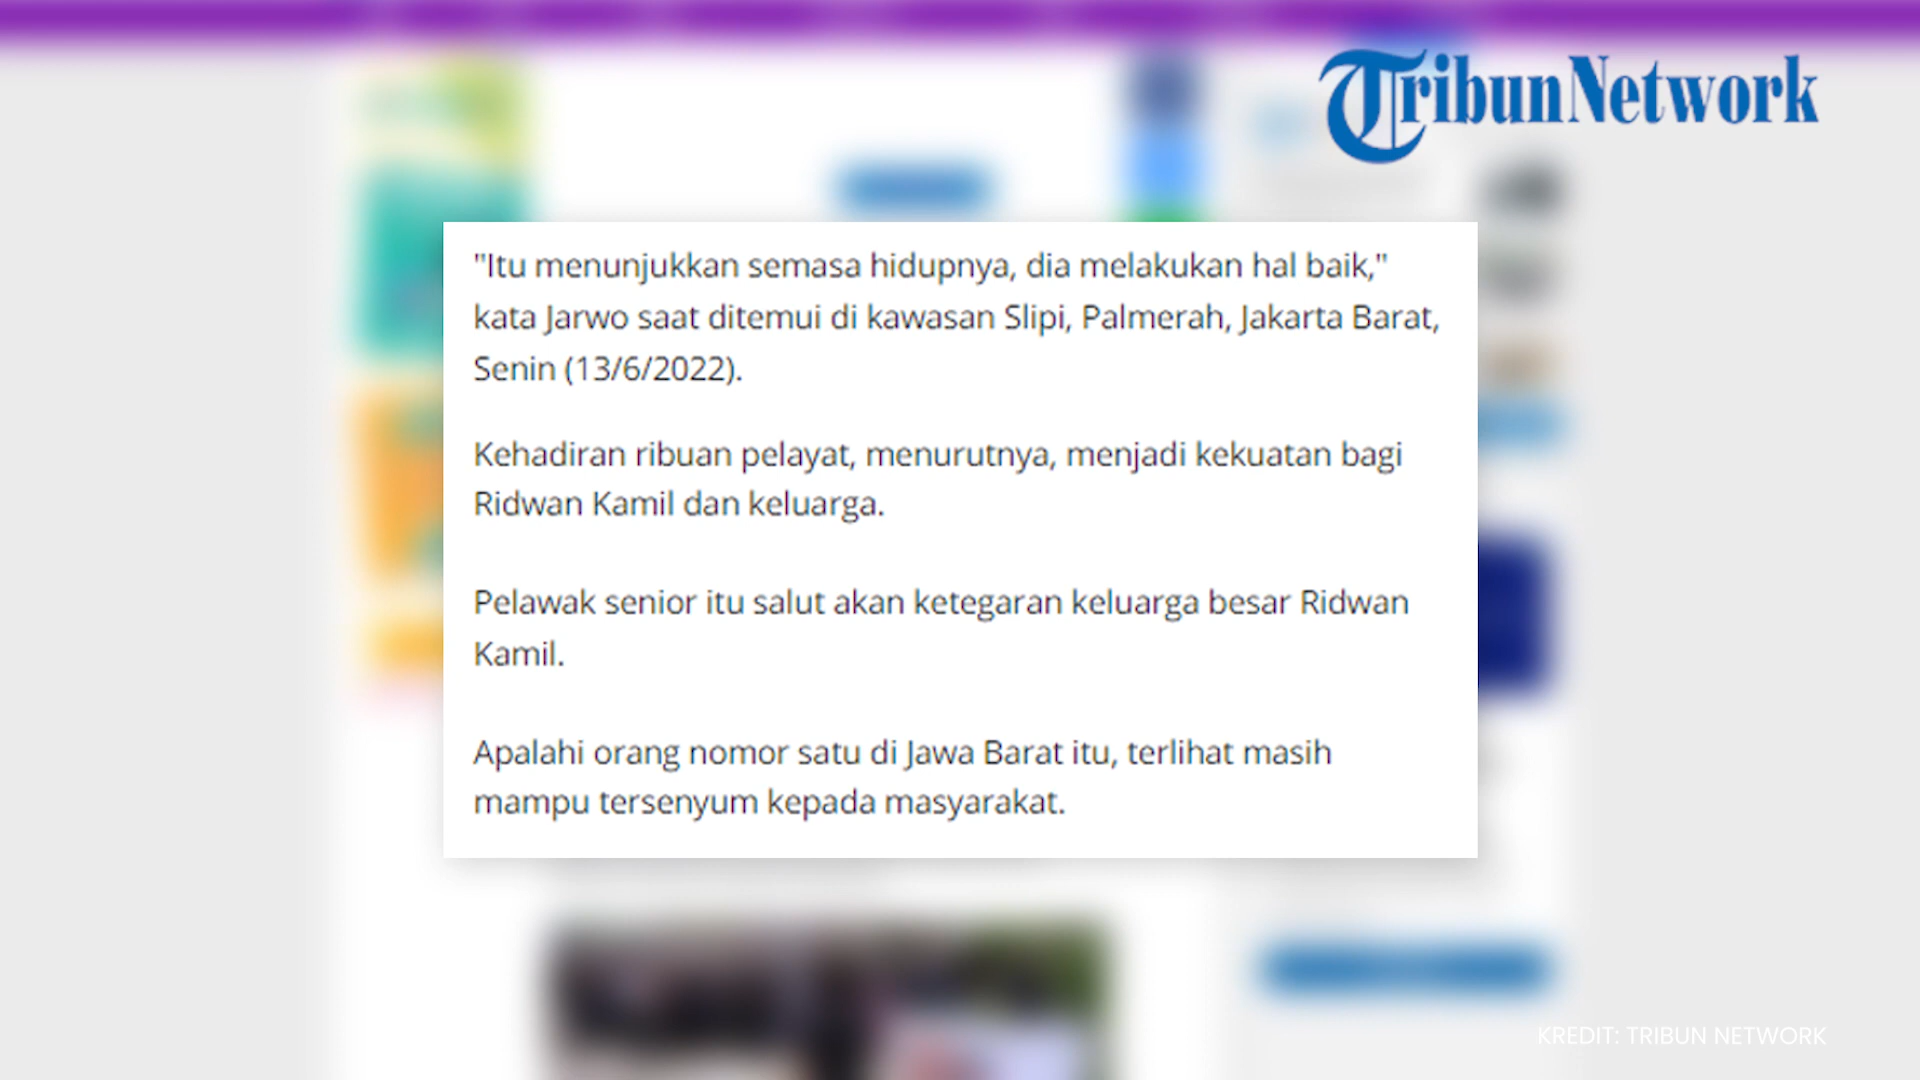 TribunNetwork
"Itu menunjukkan semasa hidupnya, dia melakukan hal baik,"
kata Jarwo saat ditemui di kawasan Slipi, Palmerah, Jakarta Barat,
Senin (13/6/2022).
Kehadiran ribuan pelayat, menurutnya, menjadi kekuatan bagi
Ridwan Kamil dan keluarga.
Pelawak senior itu salut akan ketegaran keluarga besar Ridwan
Kamil.
Apalahi orang nomor satu di Jawa Barat itu, terlihat masih
mampu tersenyum kepada masyarakat.
KREDIT: TRIBUN NETWORK